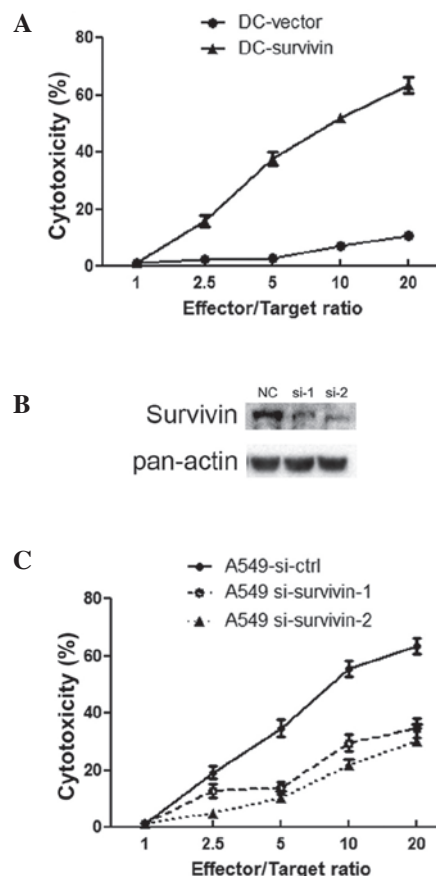 A
DC-vector
DC-survivin
Cytotoxicity (%)
80
60
40
20
0
1 2.5 5 10 20
Effector/Target ratio
B
NC si-1 si-2
Survivin
pan-actin
C
A549-si-ctrl
A549 si-survivin-1
A549 si-survivin-2
Cytotoxicity (%)
80
60
40
20
0
1 2.5 5 10 20
Effector/Target ratio